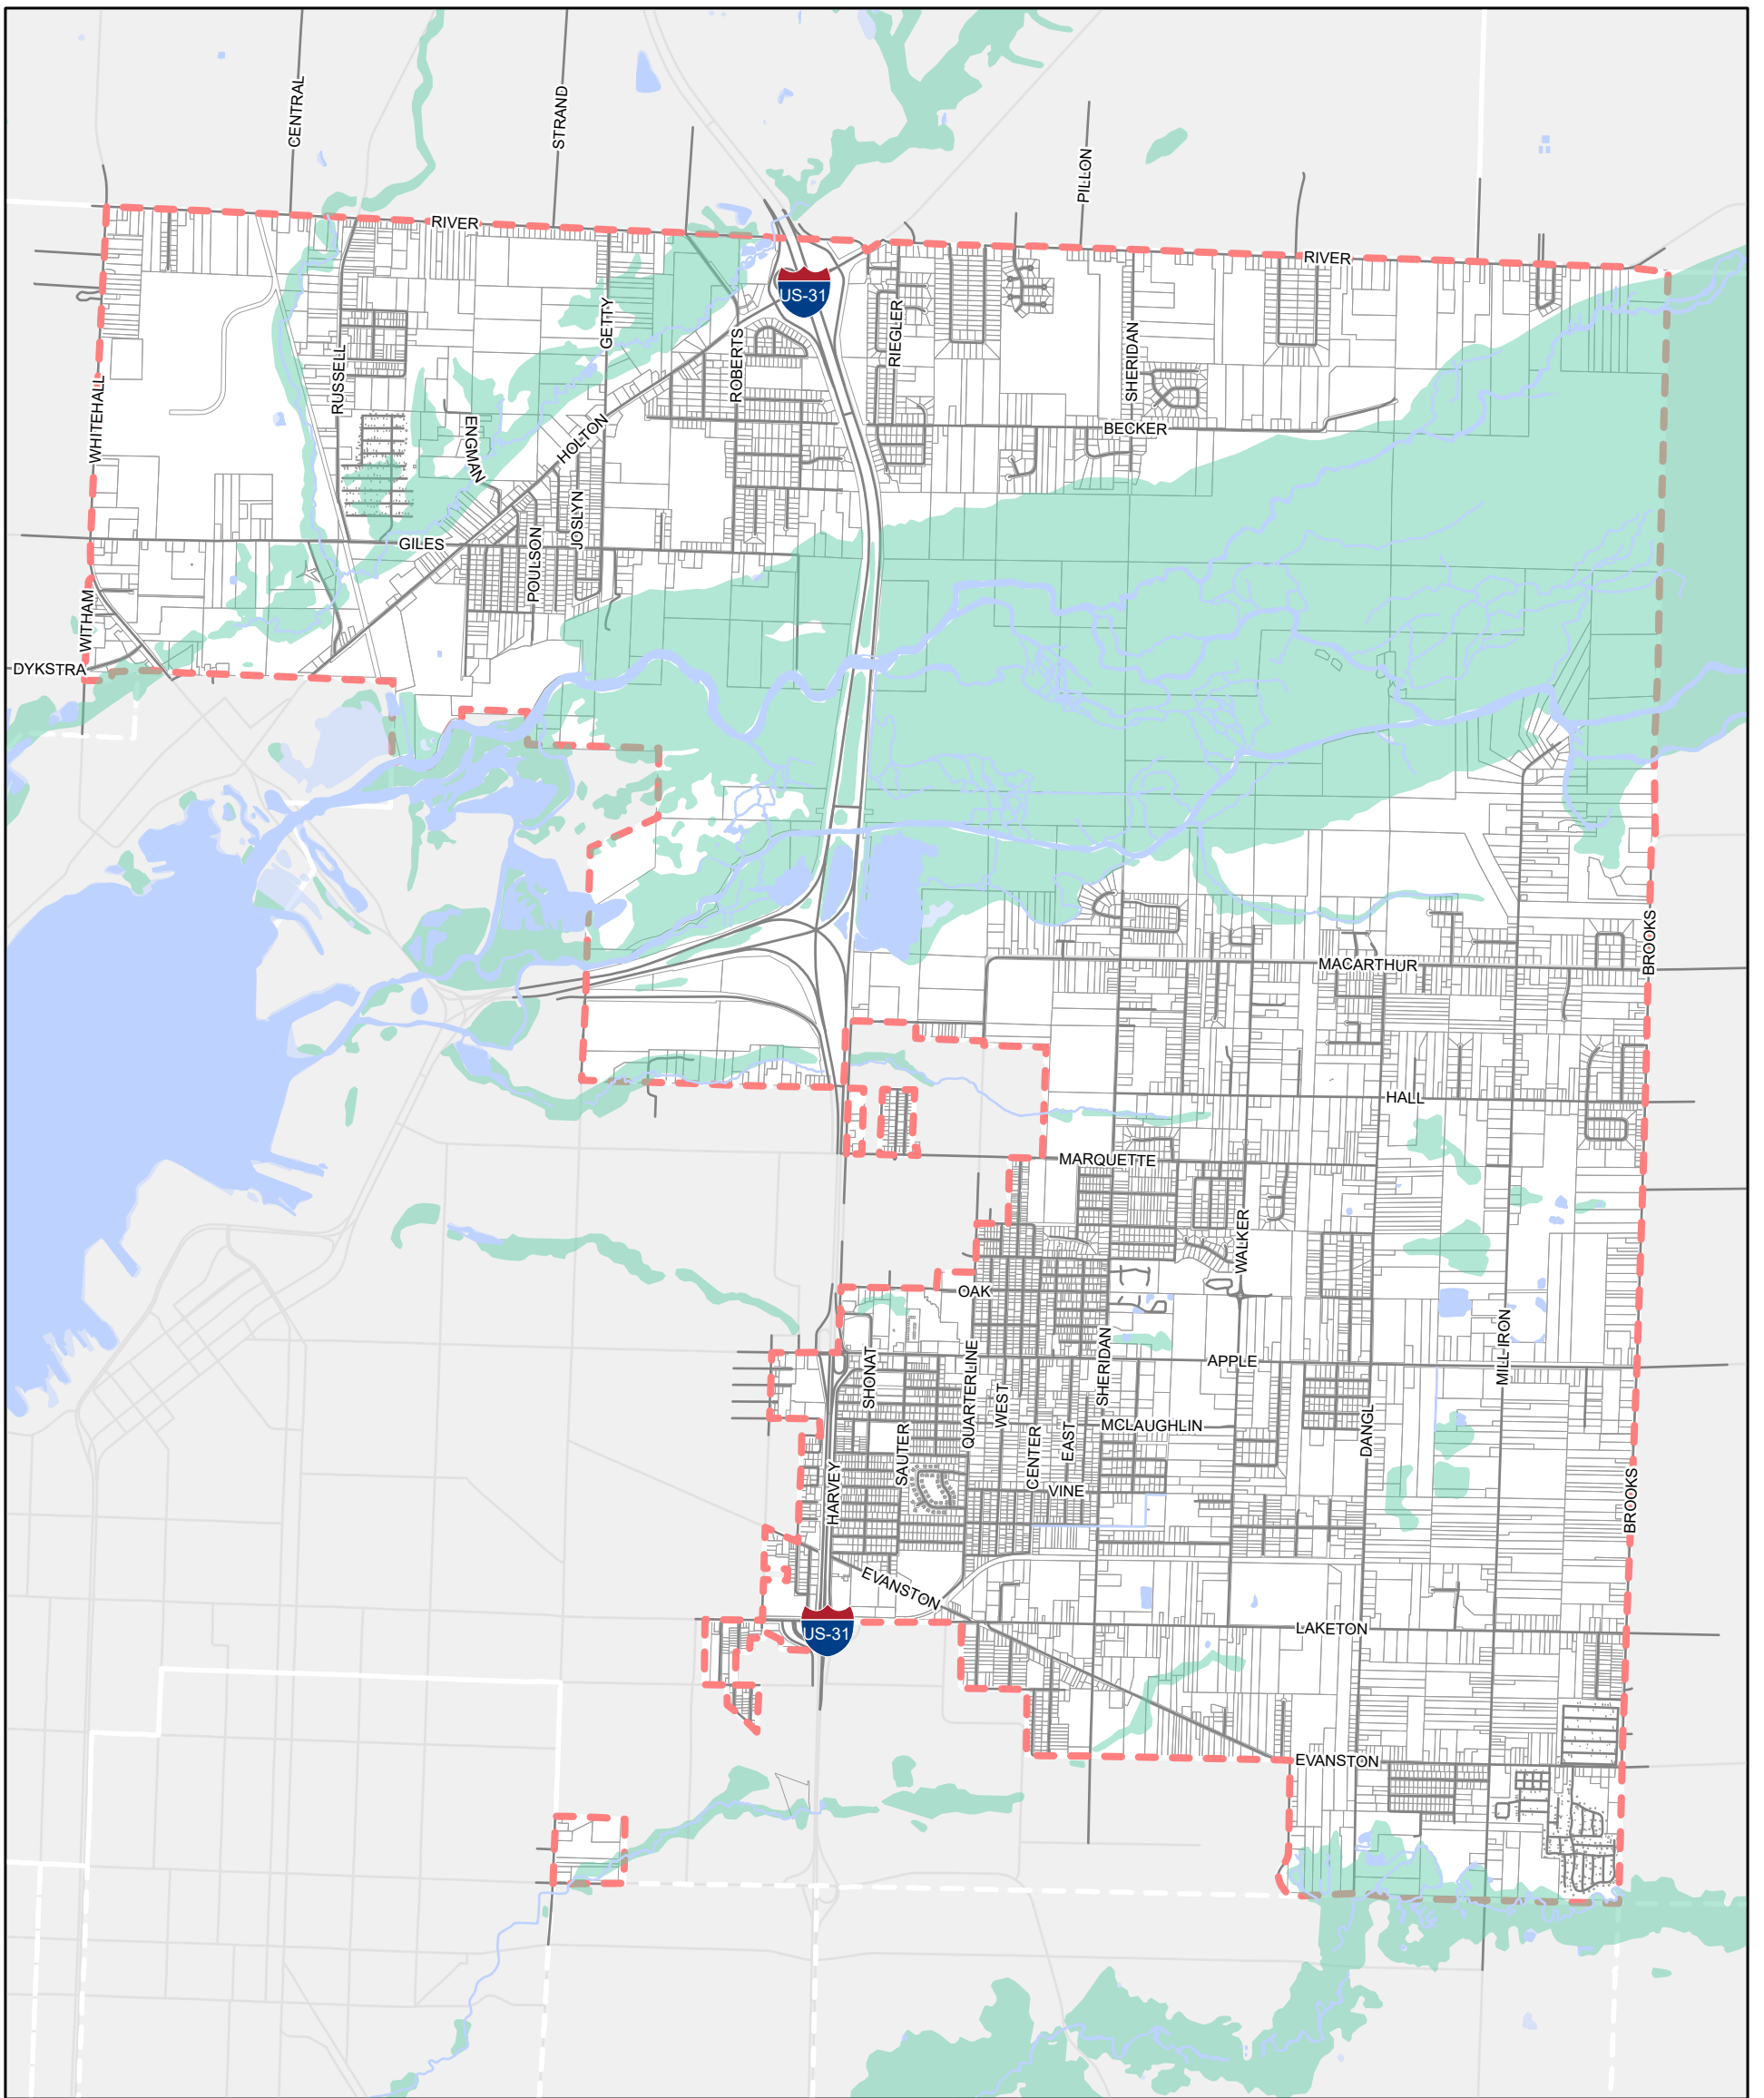 CENTRAL
STRAND
PILLON
RIVER
RIVER
US-31
GETTY
RIEGLER
SHERIDAN
ROBERTS
RUSSELL
WHITEHALL
ENGMAN
HOLTON
BECKER
JOSLYN
GILES
POULSON
WITHAM
DYKSTRA
BROOKS
MACARTHUR
HALL
MARQUETTE
WALKER
OAK
MILL IRON
APPLE
SHONAT
QUARTERLINE
WEST
SHERIDAN
MCLAUGHLIN
DANGL
SAUTER
CENTER
EAST
HARVEY
VINE
BROOKS
EVANSTON
US-31
LAKETON
EVANSTON